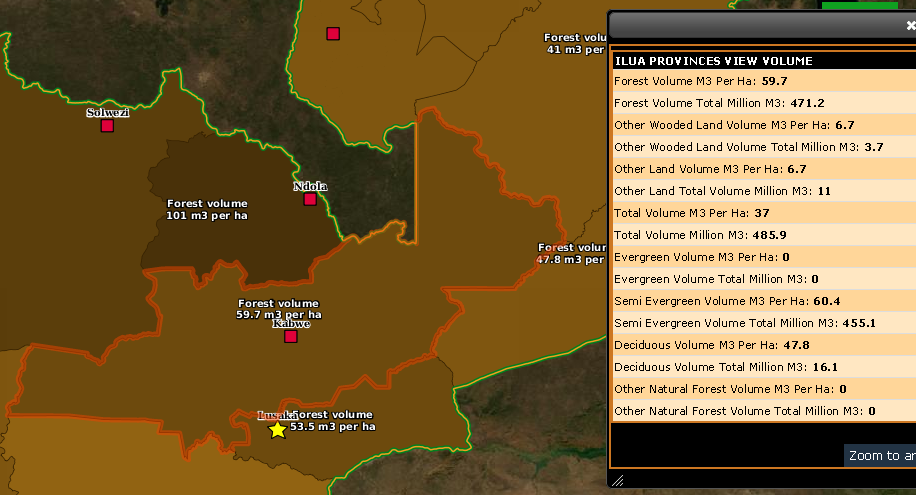 Forest volu
41 m3 per
Solwezi
Ndola
Forest volume
101 m3 per ha
Forest volur
47.8 m3 per
Forest volume
59.7 m3 per ha
Kabwe
Lusaka
Forest volume
53.5 m3 per ha
ILUA PROVINCES VIEW VOLUME
Forest Volume M3 Per Ha: 59.7
Forest Volume Total Million M3: 471.2
Other Wooded Land Volume M3 Per Ha: 6.7
Other Wooded Land Volume Total Million M3: 3.7
Other Land Volume M3 Per Ha: 6.7
Other Land Total Volume Million M3: 11
Total Volume M3 Per Ha: 37
Total Volume Million M3: 485.9
Evergreen Volume M3 Per Ha: 0
Evergreen Volume Total Million M3: 0
Semi Evergreen Volume M3 Per Ha: 60.4
Semi Evergreen Volume Total Million M3: 455.1
Deciduous Volume M3 Per Ha: 47.8
Deciduous Volume Total Million M3: 16.1
Other Natural Forest Volume M3 Per Ha: 0
Other Natural Forest Volume Total Million M3: 0
Zoom to ar